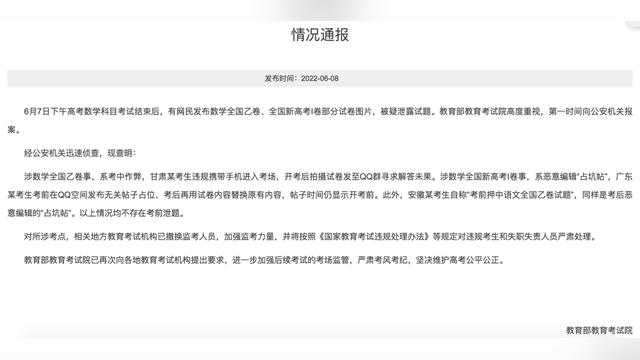 情况通报
发布时间：2022-06-08
6月7日下午高考数学科目考试结束后，有网民发布数学全国乙卷、全国新高考I卷部分试卷图片，被疑泄露试题。教育部教育考试院高度重视，第一时间向公安机关报
案。
经公安机关迅速侦查，现查明：
涉数学全国乙卷事，系考中作弊，甘肃某考生违规携带手机进入考场，开考后拍摄试卷发至QQ群寻求解答未果。涉数学全国新高考I卷事，系恶意编辑“占坑帖”，广东
某考生考前在QQ空间发布无关帖子占位，考后再用试卷内容替换原有内容，帖子时间仍显示开考前。此外，安徽某考生自称“考前押中语文全国乙卷试题”，同样是考后恶
意编辑的“占坑帖”。以上情况均不存在考前泄题。
对所涉考点，相关地方教育考试机构已撤换监考人员，加强监考力量，并将按照《国家教育考试违规处理办法》等规定对违规考生和失职失责人员严肃处理。
教育部教育考试院已再次向各地教育考试机构提出要求，进一步加强后续考试的考场监管，严肃考风考纪，坚决维护高考公平公正。
教育部教育考试院